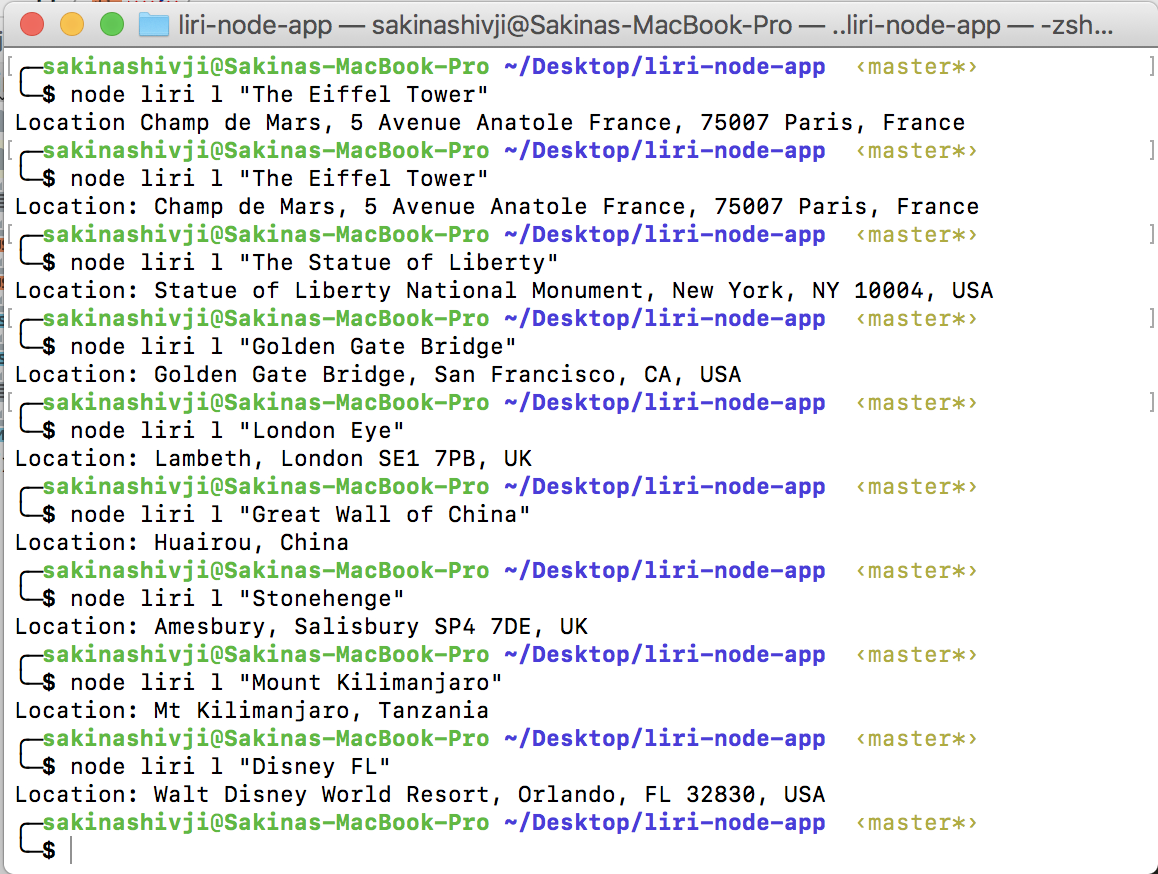 liri-node-app — sakinashivji@Sakinas-MacBook-Pro — ..liri-node-app — -zsh...
sakinashivji@Sakinas-MacBook-Pro ~/Desktop/liri-node-app ‹master*›
$ node liri l "The Eiffel Tower"
Location Champ de Mars, 5 Avenue Anatole France, 75007 Paris, France
sakinashivji@Sakinas-MacBook-Pro ~/Desktop/liri-node-app ‹master*›
$ node liri l "The Eiffel Tower"
Location: Champ de Mars, 5 Avenue Anatole France, 75007 Paris, France
sakinashivji@Sakinas-MacBook-Pro ~/Desktop/liri-node-app ‹master*›
$ node liri l "The Statue of Liberty"
Location: Statue of Liberty National Monument, New York, NY 10004, USA
sakinashivji@Sakinas-MacBook-Pro ~/Desktop/liri-node-app ‹master*›
$ node liri l "Golden Gate Bridge"
Location: Golden Gate Bridge, San Francisco, CA, USA
sakinashivji@Sakinas-MacBook-Pro ~/Desktop/liri-node-app ‹master*›
$ node liri l "London Eye"
Location: Lambeth, London SE1 7PB, UK
sakinashivji@Sakinas-MacBook-Pro ~/Desktop/liri-node-app ‹master*›
$ node liri l "Great Wall of China"
Location: Huairou, China
sakinashivji@Sakinas-MacBook-Pro ~/Desktop/liri-node-app ‹master*›
$ node liri l "Stonehenge"
Location: Amesbury, Salisbury SP4 7DE, UK
sakinashivji@Sakinas-MacBook-Pro ~/Desktop/liri-node-app ‹master*›
$ node liri l "Mount Kilimanjaro"
Location: Mt Kilimanjaro, Tanzania
sakinashivji@Sakinas-MacBook-Pro ~/Desktop/liri-node-app ‹master*›
$ node liri l "Disney FL"
Location: Walt Disney World Resort, Orlando, FL 32830, USA
sakinashivji@Sakinas-MacBook-Pro ~/Desktop/liri-node-app ‹master*›
$